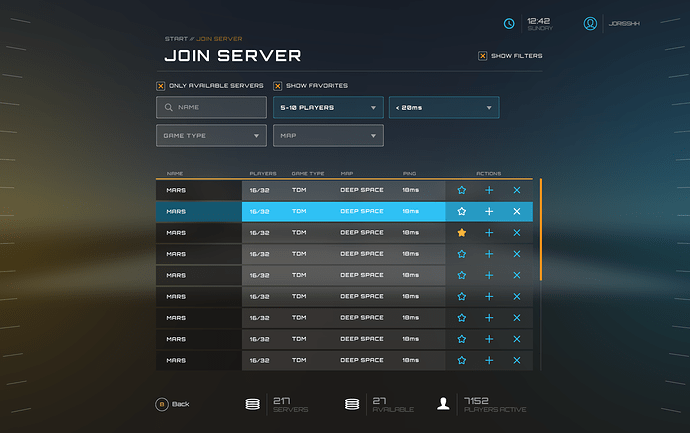 12:42
SUNDAY
JORISSHH
START // JOIN SERVER
JOIN SERVER
SHOW FILTERS
ONLY AVAILABLE SERVERS
SHOW FAVORITES
NAME
5-10 PLAYERS
< 20ms
GAME TYPE
MAP
NAME PLAYERS GAME TYPE MAP PING ACTIONS
MARS 16/32 TDM DEEP SPACE 18ms
MARS 16/32 TDM DEEP SPACE 18ms
MARS 16/32 TDM DEEP SPACE 18ms
MARS 16/32 TDM DEEP SPACE 18ms
MARS 16/32 TDM DEEP SPACE 18ms
MARS 16/32 TDM DEEP SPACE 18ms
MARS 16/32 TDM DEEP SPACE 18ms
MARS 16/32 TDM DEEP SPACE 18ms
MARS 16/32 TDM DEEP SPACE 18ms
B Back
217
SERVERS
27
AVAILABLE
7152
PLAYERS ACTIVE